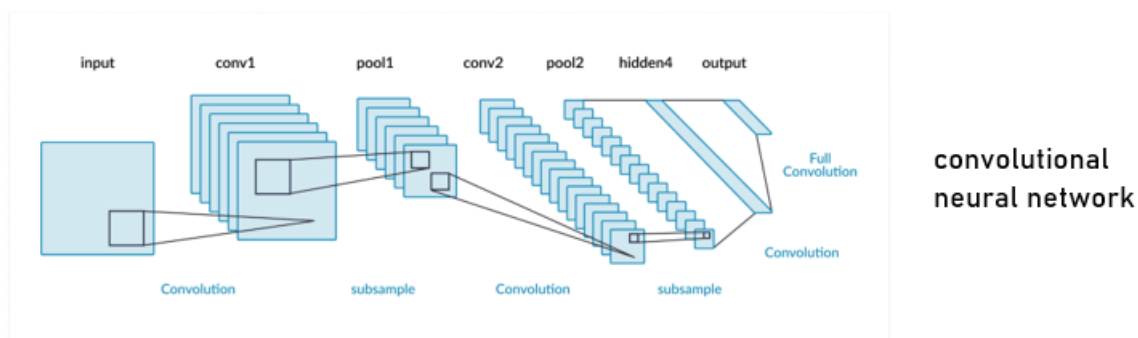 input conv1 pool1 conv2 pool2 hidden4 output
Full
Convolution
convolutional
neural network
Convolution
Convolution subsample Convolution subsample